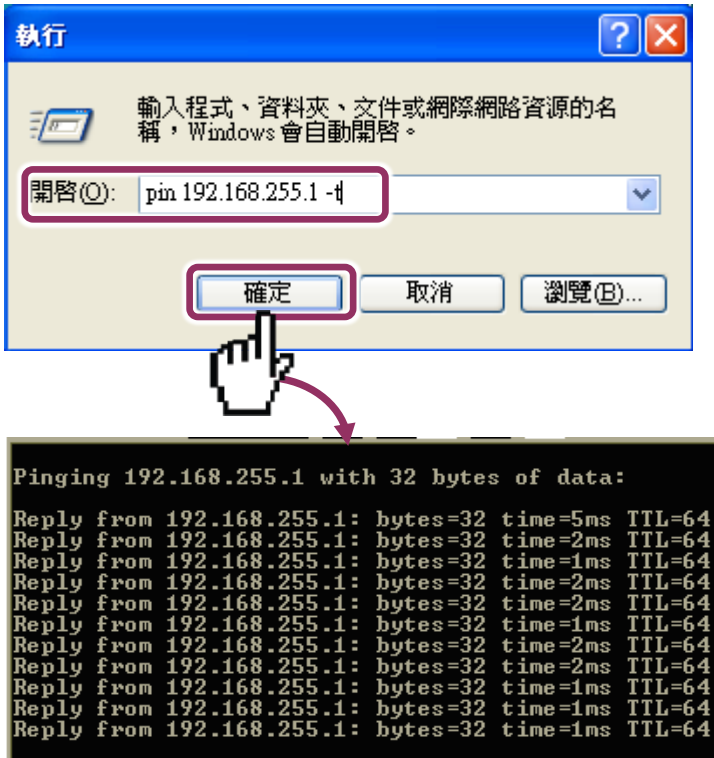 執行
輸入程式、資料夾、文件或網際網路資源的名
稱，Windows 會自動開啓。
開啓(O): pin 192.168.255.1 -t
確定 取消 瀏覽(B)...
Pinging 192.168.255.1 with 32 bytes of data:
Reply from 192.168.255.1: bytes=32 time=5ms TTL=64
Reply from 192.168.255.1: bytes=32 time=2ms TTL=64
Reply from 192.168.255.1: bytes=32 time=1ms TTL=64
Reply from 192.168.255.1: bytes=32 time=2ms TTL=64
Reply from 192.168.255.1: bytes=32 time=2ms TTL=64
Reply from 192.168.255.1: bytes=32 time=1ms TTL=64
Reply from 192.168.255.1: bytes=32 time=2ms TTL=64
Reply from 192.168.255.1: bytes=32 time=2ms TTL=64
Reply from 192.168.255.1: bytes=32 time=1ms TTL=64
Reply from 192.168.255.1: bytes=32 time=1ms TTL=64
Reply from 192.168.255.1: bytes=32 time=1ms TTL=64